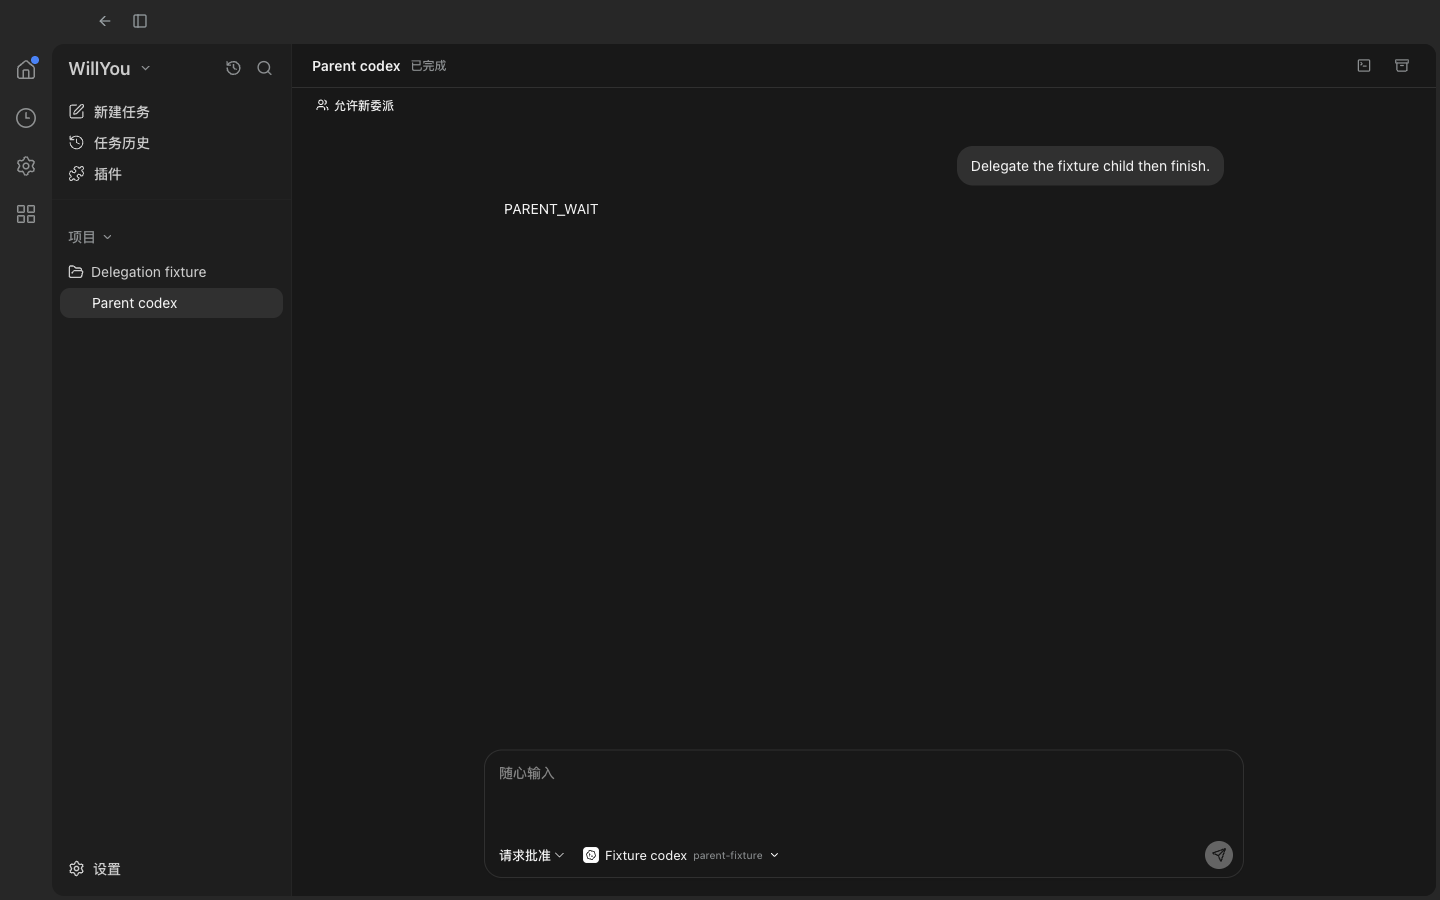 WillYou
新建任务
任务历史
插件
项目
Delegation fixture
Parent codex
设置
Parent codex 已完成
允许新委派
Delegate the fixture child then finish.
PARENT_WAIT
随心输入
请求批准 Fixture codex parent-fixture